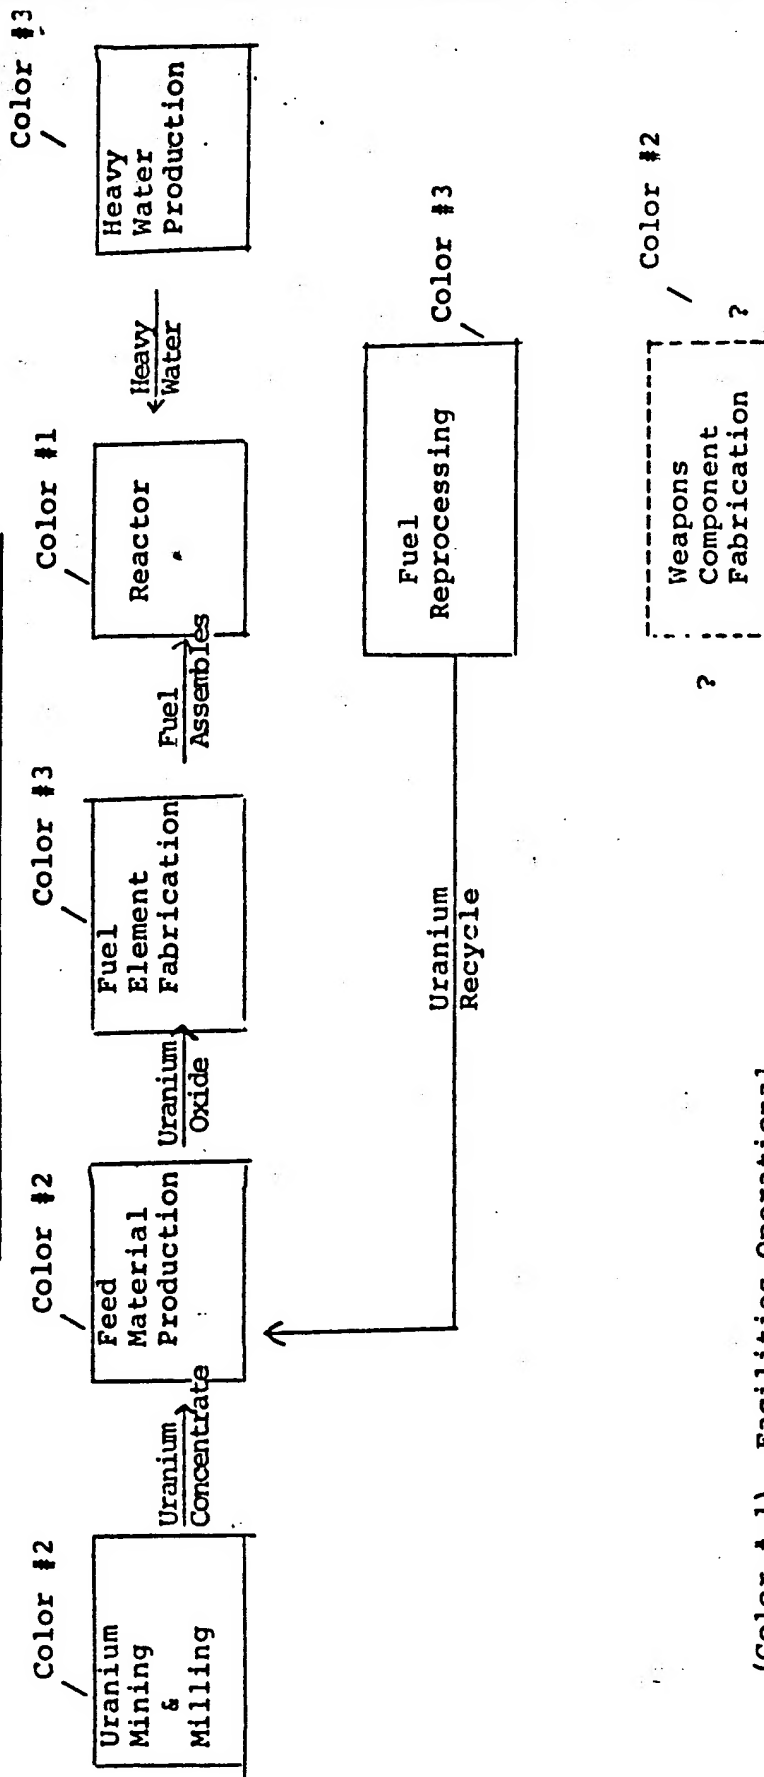 Color #2
Uranium
Mining
&
Milling
Uranium
Concentrate
Color #2
Feed
Material
Production
Uranium
Oxide
Color #3
Fuel
Element
Fabrication
Fuel
Assembles
Color #1
Reactor
Heavy
Water
Color #3
Heavy
Water
Production
Uranium
Recycle
Fuel
Reprocessing
Color #3
?
Weapons
Component
Fabrication
?
Color #2
(Color # 1) Facilities Operational